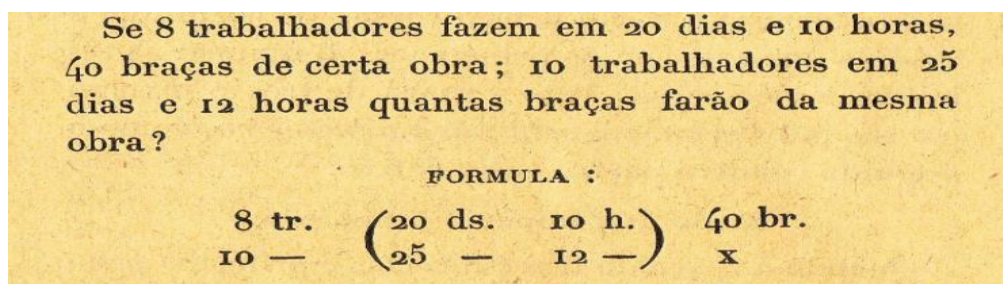 Se 8 trabalhadores fazem em 20 dias e 10 horas,
40 braças de certa obra; 10 trabalhadores em 25
dias e 12 horas quantas braças farão da mesma
obra?
FORMULA :
8 tr. (20 ds. 10 h.) 40 br.
10 — (25 — 12 —) x